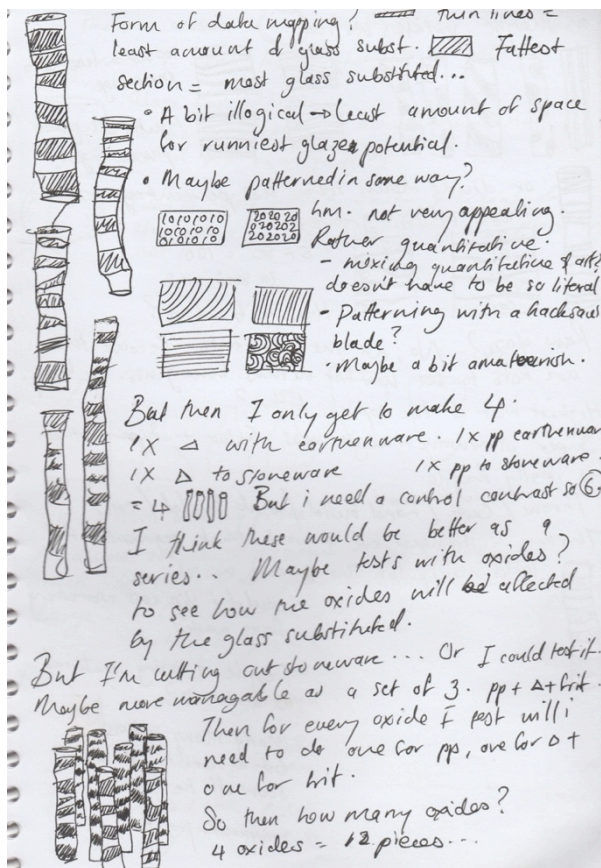 Form of data mapping? thin lines =
least amount of glass subst. Fattest
section = most glass substituted...
• A bit illogical → least amount of space
for runniest glaze potential.
• Maybe patterned in some way?
10101010
10010010
01010 10
202020
020202
202020
hm. not very appealing.
Rather quantitative.
- mixing quantitative & art?
doesn't have to be so literal
- Patterning with a hacksaw
blade?
• Maybe a bit amateurish.
But then I only get to make 4.
1X △ with earthenware. 1x pp earthenware
1X △ to stoneware 1x pp to stoneware.
= 4 But i need a control contrast so 6
I think these would be better as a
series.. Maybe tests with oxides?
to see how the oxides will be affected
by the glass substituted.
But I'm cutting out stoneware... Or I could test it.
Maybe more managable as a set of 3. pp + △ + frit.
Then for every oxide I test will i
need to do one for pp, one for △ +
one for frit.
So then how many oxides?
4 oxides = 12 pieces...